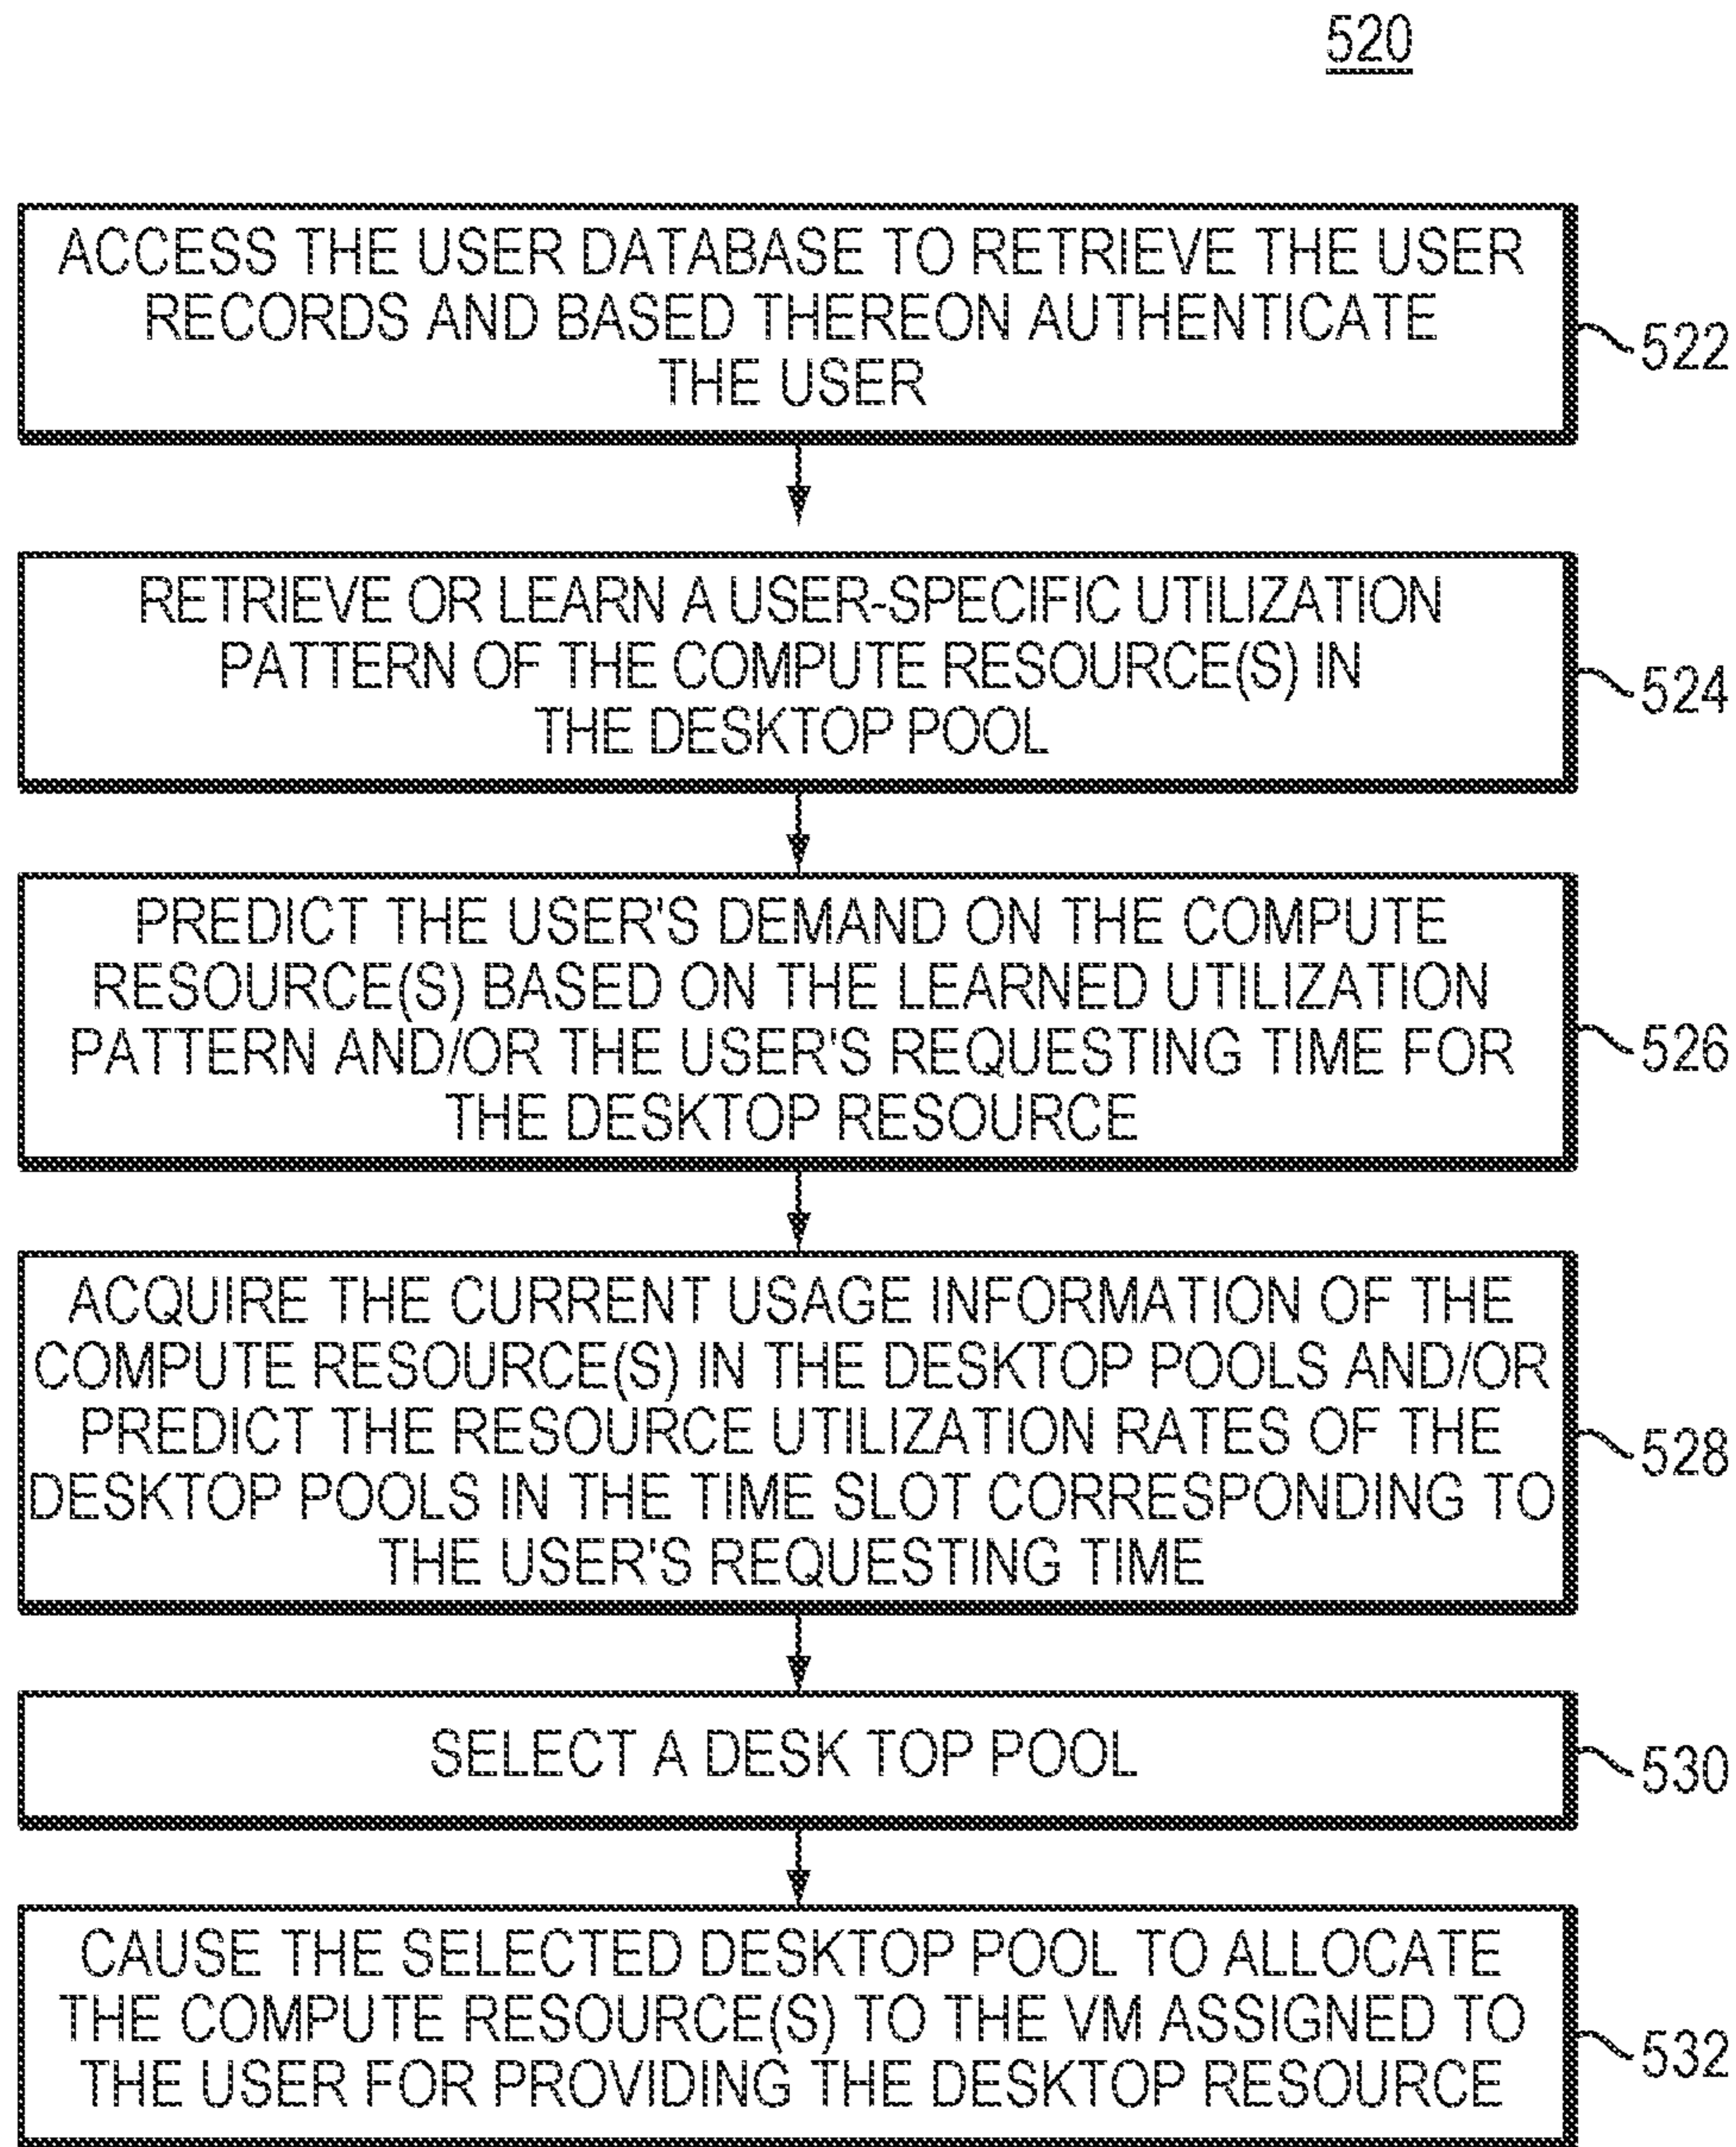 520
ACCESS THE USER DATABASE TO RETRIEVE THE USER
RECORDS AND BASED THEREON AUTHENTICATE
THE USER
522
RETRIEVE OR LEARN A USER-SPECIFIC UTILIZATION
PATTERN OF THE COMPUTE RESOURCE(S) IN
THE DESKTOP POOL
524
PREDICT THE USER'S DEMAND ON THE COMPUTE
RESOURCE(S) BASED ON THE LEARNED UTILIZATION
PATTERN AND/OR THE USER'S REQUESTING TIME FOR
THE DESKTOP RESOURCE
526
ACQUIRE THE CURRENT USAGE INFORMATION OF THE
COMPUTE RESOURCE(S) IN THE DESKTOP POOLS AND/OR
PREDICT THE RESOURCE UTILIZATION RATES OF THE
DESKTOP POOLS IN THE TIME SLOT CORRESPONDING TO
THE USER'S REQUESTING TIME
528
SELECT A DESK TOP POOL
530
CAUSE THE SELECTED DESKTOP POOL TO ALLOCATE
THE COMPUTE RESOURCE(S) TO THE VM ASSIGNED TO
THE USER FOR PROVIDING THE DESKTOP RESOURCE
532